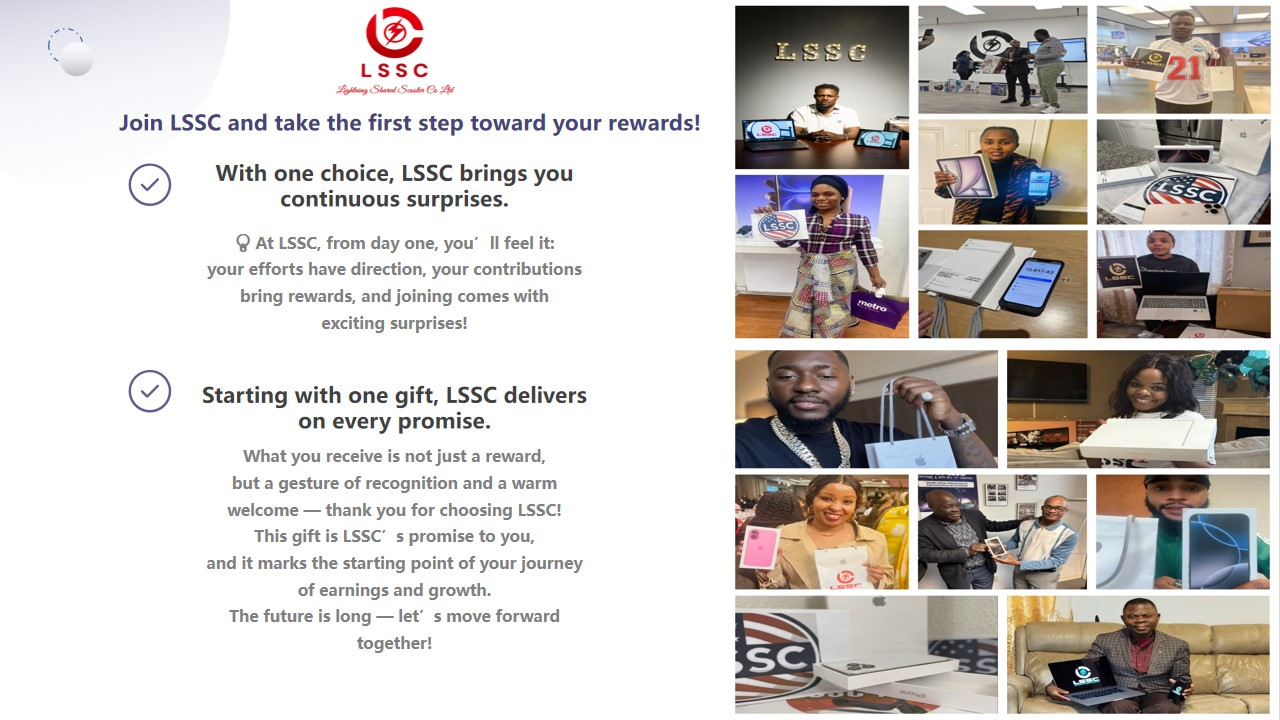 LSSC
Lightning Shared Scooter Co Ltd
Join LSSC and take the first step toward your rewards!
With one choice, LSSC brings you
continuous surprises.
At LSSC, from day one, you’ll feel it:
your efforts have direction, your contributions
bring rewards, and joining comes with
exciting surprises!
Starting with one gift, LSSC delivers
on every promise.
What you receive is not just a reward,
but a gesture of recognition and a warm
welcome — thank you for choosing LSSC!
This gift is LSSC’s promise to you,
and it marks the starting point of your journey
of earnings and growth.
The future is long — let’s move forward
together!
LSSC
21
LSSC
LSSC
metro
LSSC
LSSC
SSC
iPhone
LSSC